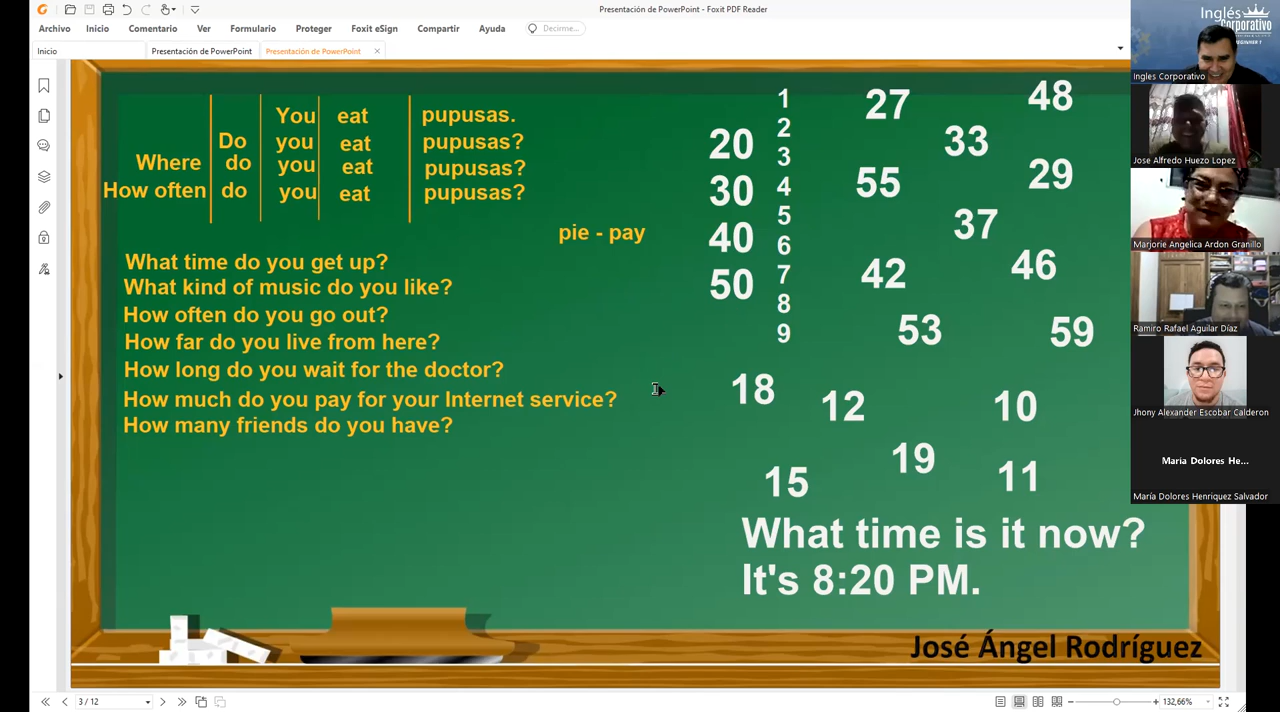 Presentación de PowerPoint - Foxit PDF Reader
Archivo Inicio Comentario Ver Formulario Proteger Foxit eSign Compartir Ayuda Decirme...
Inicio Presentación de PowerPoint Presentación de PowerPoint
You eat pupusas.
Do you eat pupusas?
Where do you eat pupusas?
How often do you eat pupusas?
pie - pay
What time do you get up?
What kind of music do you like?
How often do you go out?
How far do you live from here?
How long do you wait for the doctor?
How much do you pay for your Internet service?
How many friends do you have?
20
30
40
50
1
2
3
4
5
6
7
8
9
27
48
33
55
29
37
42
46
53
59
18
12
10
19
15
11
What time is it now?
It's 8:20 PM.
José Ángel Rodríguez
Inglés
Corporativo
BEGINNER 1
Ingles Corporativo
Jose Alfredo Huezo Lopez
Marjorie Angelica Ardon Granillo
Ramiro Rafael Aguilar Díaz
Jhony Alexander Escobar Calderon
Maria Dolores He...
María Dolores Henriquez Salvador
3 / 12
132,66%